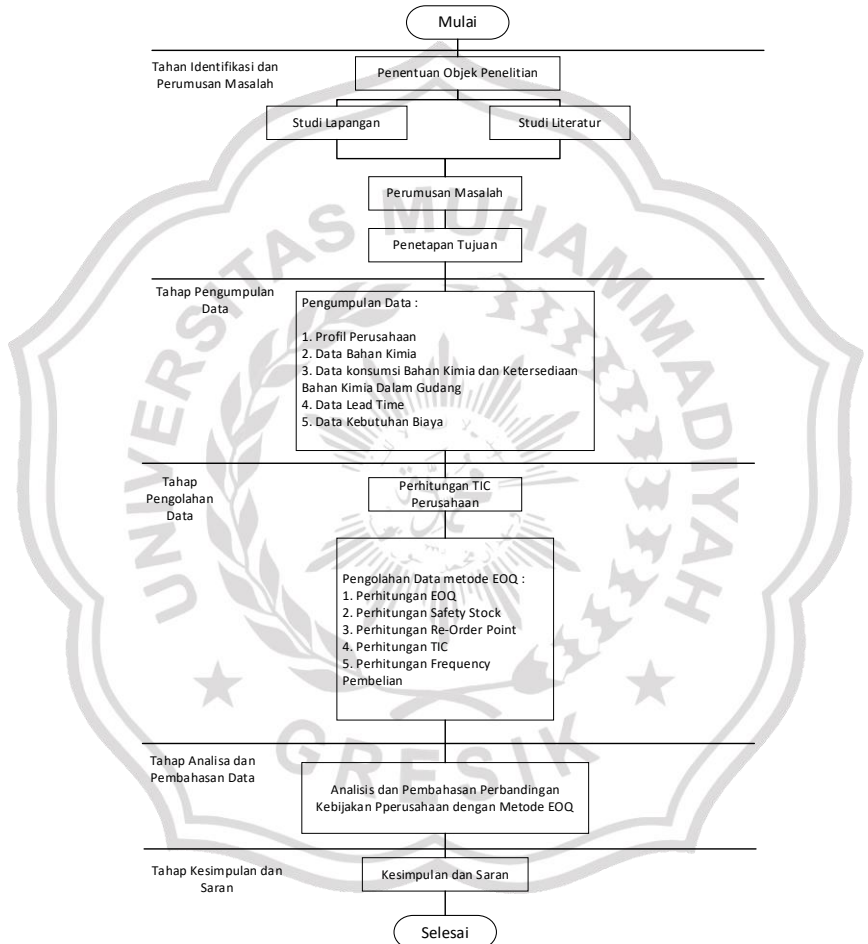 Mulai
Tahan Identifikasi dan
Perumusan Masalah
Penentuan Objek Penelitian
Studi Lapangan
Studi Literatur
Perumusan Masalah
Penetapan Tujuan
Tahap Pengumpulan
Data
Pengumpulan Data :
1. Profil Perusahaan
2. Data Bahan Kimia
3. Data konsumsi Bahan Kimia dan Ketersediaan
Bahan Kimia Dalam Gudang
4. Data Lead Time
5. Data Kebutuhan Biaya
Tahap
Pengolahan
Data
Perhitungan TIC
Perusahaan
Pengolahan Data metode EOQ :
1. Perhitungan EOQ
2. Perhitungan Safety Stock
3. Perhitungan Re-Order Point
4. Perhitungan TIC
5. Perhitungan Frequency
Pembelian
Tahap Analisa dan
Pembahasan Data
Analisis dan Pembahasan Perbandingan
Kebijakan Pperusahaan dengan Metode EOQ
Tahap Kesimpulan dan
Saran
Kesimpulan dan Saran
Selesai
UNIVERSITAS MUHAMMADIYAH
GRESIK